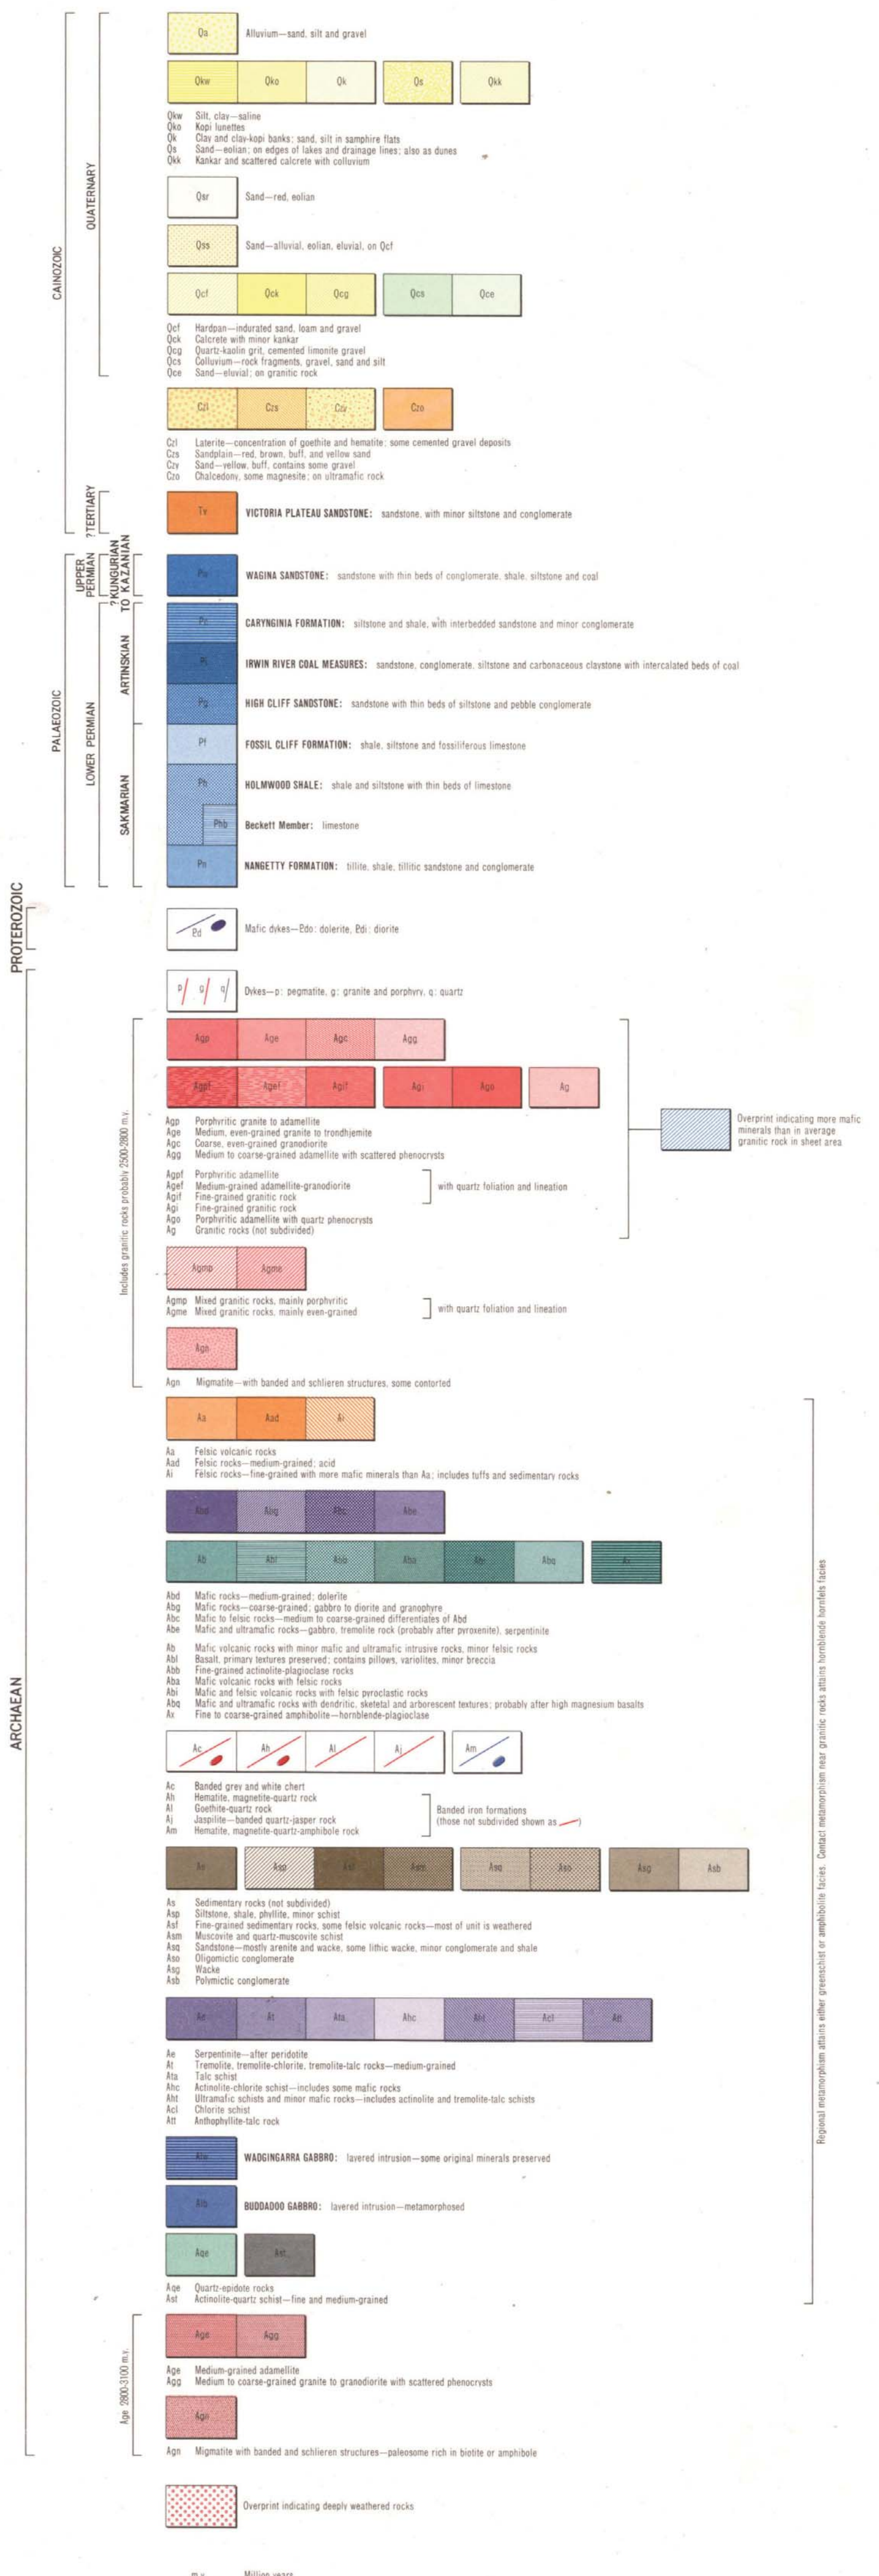 Qa
Alluvium—sand, silt and gravel
Qkw Qko Qk Qs Qkk
Qkw Silt, clay—saline
Qko Kopi lunettes
Qk Clay and clay-kopi banks; sand, silt in samphire flats
Qs Sand—eolian; on edges of lakes and drainage lines; also as dunes
Qkk Kankar and scattered calcrete with colluvium
Qsr
Sand—red, eolian
Qss
Sand—alluvial, eolian, eluvial, on Qcf
Qcf Qck Qcg Qcs Qce
Qcf Hardpan—indurated sand, loam and gravel
Qck Calcrete with minor kankar
Qcg Quartz-kaolin grit, cemented limonite gravel
Qcs Colluvium—rock fragments, gravel, sand and silt
Qce Sand—eluvial; on granitic rock
QUATERNARY
CAINOZOIC
Czl Czs Czy Czo
Czl Laterite—concentration of goethite and hematite; some cemented gravel deposits
Czs Sandplain—red, brown, buff, and yellow sand
Czy Sand—yellow, buff, contains some gravel
Czo Chalcedony, some magnesite; on ultramafic rock
?TERTIARY
VICTORIA PLATEAU SANDSTONE: sandstone, with minor siltstone and conglomerate
PALAEOZOIC
UPPER PERMIAN
?KUNGURIAN TO KAZANIAN
WAGINA SANDSTONE: sandstone with thin beds of conglomerate, shale, siltstone and coal
LOWER PERMIAN
ARTINSKIAN
CARYNGINIA FORMATION: siltstone and shale, with interbedded sandstone and minor conglomerate
IRWIN RIVER COAL MEASURES: sandstone, conglomerate, siltstone and carbonaceous claystone with intercalated beds of coal
Pg
HIGH CLIFF SANDSTONE: sandstone with thin beds of siltstone and pebble conglomerate
SAKMARIAN
Pf
FOSSIL CLIFF FORMATION: shale, siltstone and fossiliferous limestone
Ph
HOLMWOOD SHALE: shale and siltstone with thin beds of limestone
Phb
Beckett Member: limestone
Pn
NANGETTY FORMATION: tillite, shale, tillitic sandstone and conglomerate
PROTEROZOIC
Pd
Mafic dykes—Pdo: dolerite, Pdi: diorite
ARCHAEAN
p g q
Dykes—p: pegmatite, g: granite and porphyry, q: quartz
Includes granitic rocks probably 2500-2800 m.y.
Agp Age Agc Agg
Agpf Agef Agif Agi Ago Ag
Agp Porphyritic granite to adamellite
Age Medium, even-grained granite to trondhjemite
Agc Coarse, even-grained granodiorite
Agg Medium to coarse-grained adamellite with scattered phenocrysts
Agpf Porphyritic adamellite
Agef Medium-grained adamellite-granodiorite
Agif Fine-grained granitic rock
with quartz foliation and lineation
Agi Fine-grained granitic rock
Ago Porphyritic adamellite with quartz phenocrysts
Ag Granitic rocks (not subdivided)
Overprint indicating more mafic
minerals than in average
granitic rock in sheet area
Agmp Agme
Agmp Mixed granitic rocks, mainly porphyritic
Agme Mixed granitic rocks, mainly even-grained
with quartz foliation and lineation
Agn
Agn Migmatite—with banded and schlieren structures, some contorted
Aa Aad Ai
Aa Felsic volcanic rocks
Aad Felsic rocks—medium-grained; acid
Ai Felsic rocks—fine-grained with more mafic minerals than Aa; includes tuffs and sedimentary rocks
Abd Abg Abc Abe
Ab Abl Abb Aba Abi Abq Ax
Abd Mafic rocks—medium-grained; dolerite
Abg Mafic rocks—coarse-grained; gabbro to diorite and granophyre
Abc Mafic to felsic rocks—medium to coarse-grained differentiates of Abd
Abe Mafic and ultramafic rocks—gabbro, tremolite rock (probably after pyroxenite), serpentinite
Ab Mafic volcanic rocks with minor mafic and ultramafic intrusive rocks, minor felsic rocks
Abl Basalt, primary textures preserved; contains pillows, variolites, minor breccia
Abb Fine-grained actinolite-plagioclase rocks
Aba Mafic volcanic rocks with felsic rocks
Abi Mafic and felsic volcanic rocks with felsic pyroclastic rocks
Abq Mafic and ultramafic rocks with dendritic, skeletal and arborescent textures; probably after high magnesium basalts
Ax Fine to coarse-grained amphibolite—hornblende-plagioclase
Ac Ah Al Aj Am
Ac Banded grey and white chert
Ah Hematite, magnetite-quartz rock
Al Goethite-quartz rock
Aj Jaspilite—banded quartz-jasper rock
Am Hematite, magnetite-quartz-amphibole rock
Banded iron formations
(those not subdivided shown as )
As Asp Asf Asm Asq Aso Asg Asb
As Sedimentary rocks (not subdivided)
Asp Siltstone, shale, phyllite, minor schist
Asf Fine-grained sedimentary rocks, some felsic volcanic rocks—most of unit is weathered
Asm Muscovite and quartz-muscovite schist
Asq Sandstone—mostly arenite and wacke, some lithic wacke, minor conglomerate and shale
Aso Oligomictic conglomerate
Asg Wacke
Asb Polymictic conglomerate
Ae At Ata Ahc Aht Acl Att
Ae Serpentinite—after peridotite
At Tremolite, tremolite-chlorite, tremolite-talc rocks—medium-grained
Ata Talc schist
Ahc Actinolite-chlorite schist—includes some mafic rocks
Aht Ultramafic schists and minor mafic rocks—includes actinolite and tremolite-talc schists
Acl Chlorite schist
Att Anthophyllite-talc rock
WADGINGARRA GABBRO: layered intrusion—some original minerals preserved
BUDDADOO GABBRO: layered intrusion—metamorphosed
Aqe Ast
Aqe Quartz-epidote rocks
Ast Actinolite-quartz schist—fine and medium-grained
Regional metamorphism attains either greenschist or amphibolite facies. Contact metamorphism near granitic rocks attains hornblende hornfels facies
Age 2800-3100 m.y.
Age Agg
Age Medium-grained adamellite
Agg Medium to coarse-grained granite to granodiorite with scattered phenocrysts
Agn
Agn Migmatite with banded and schlieren structures—paleosome rich in biotite or amphibole
Overprint indicating deeply weathered rocks
m.y. Million years